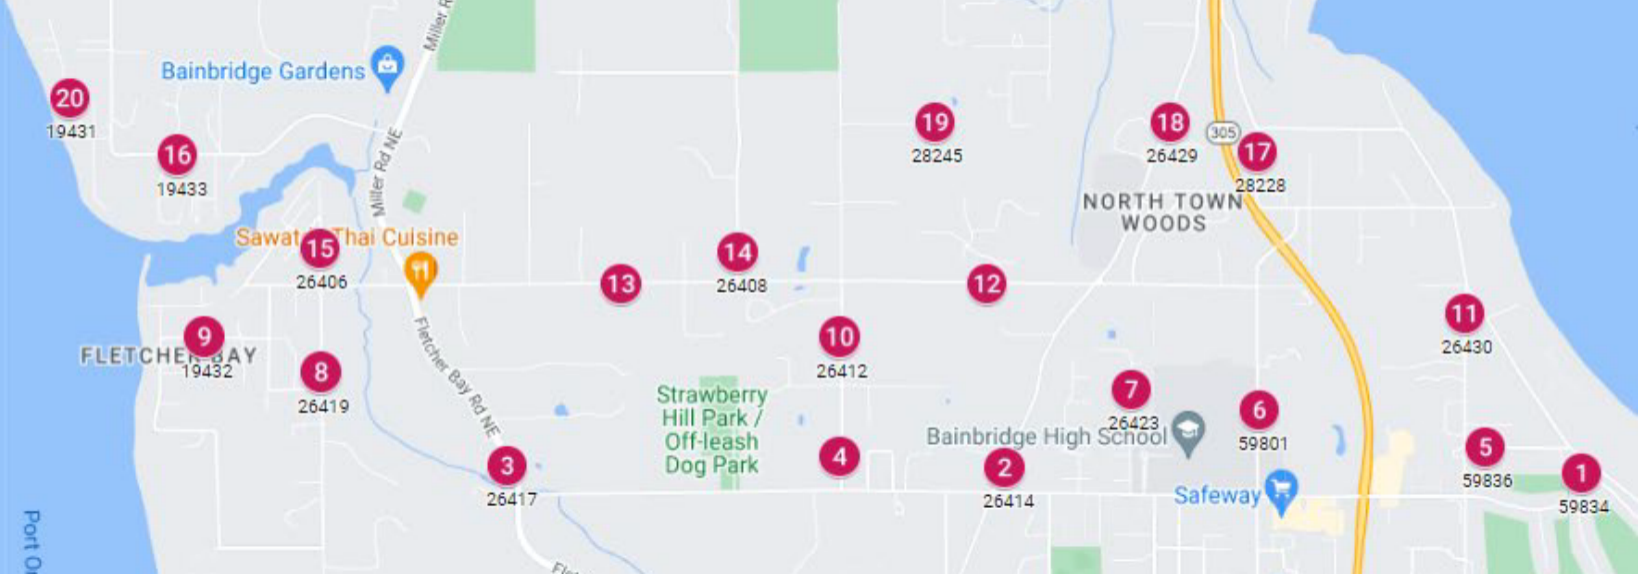 Miller R
Bainbridge Gardens
20
19431
16
19433
Miller Rd NE
19
28245
18
26429
305
17
28228
NORTH TOWN
WOODS
Thai Cuisine
15
26406
14
26408
13
12
11
26430
9
FLETCHER BAY
19432
8
26419
Fletcher Bay Rd NE
10
26412
Strawberry
Hill Park /
Off-leash
Dog Park
7
26423
6
59801
Bainbridge High School
4
3
26417
2
26414
5
59836
1
59834
Safeway
Port Or
Fle